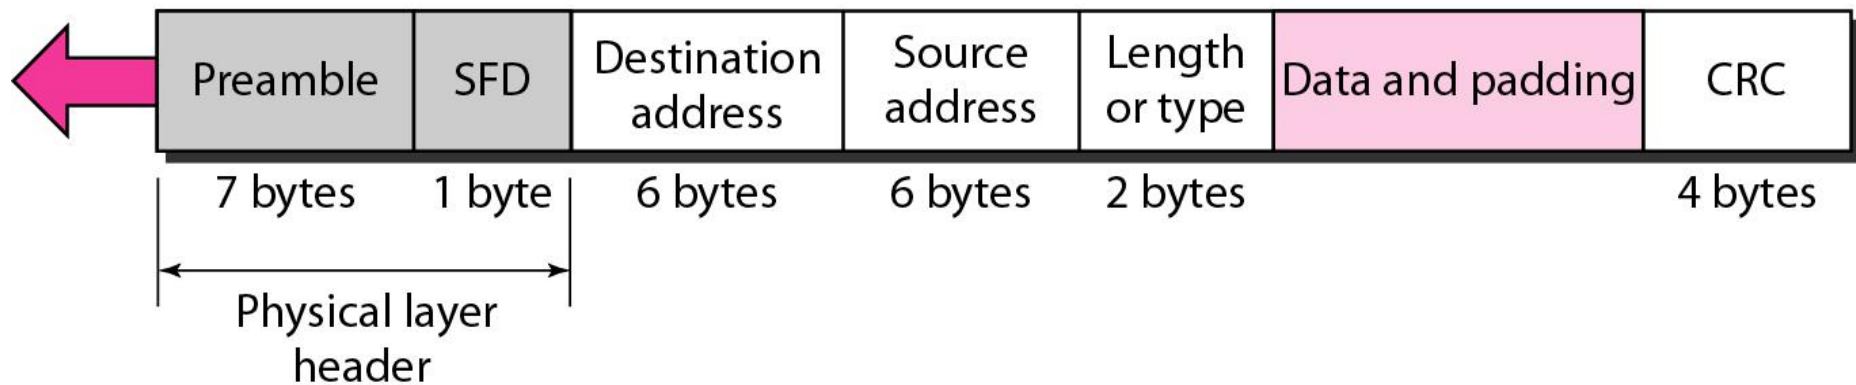 Preamble
SFD
Destination
address
Source
address
Length
or type
Data and padding
CRC
7 bytes
1 byte
6 bytes
6 bytes
2 bytes
4 bytes
Physical layer
header